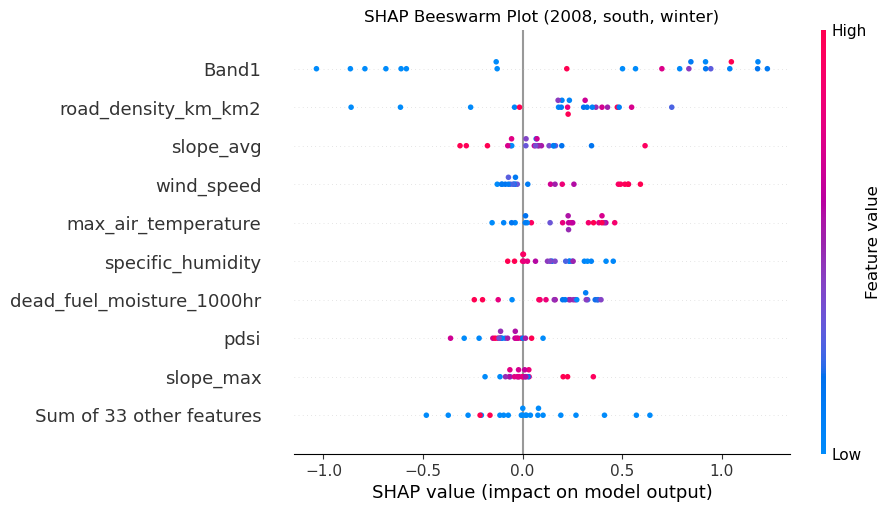 SHAP Beeswarm Plot (2008, south, winter)
High
Band1
road_density_km_km2
slope_avg
wind_speed
max_air_temperature
specific_humidity
dead_fuel_moisture_1000hr
pdsi
slope_max
Sum of 33 other features
Feature value
Low
−1.0 −0.5 0.0 0.5 1.0
SHAP value (impact on model output)